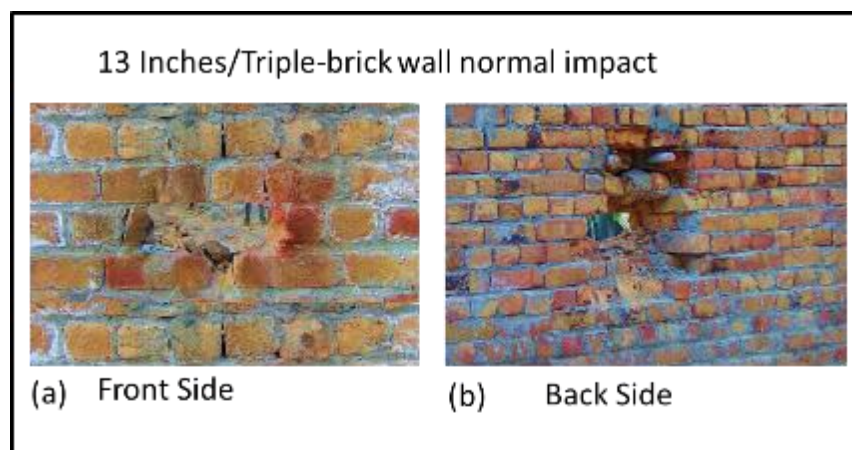 13 Inches/Triple-brick wall normal impact
(a) Front Side
(b) Back Side